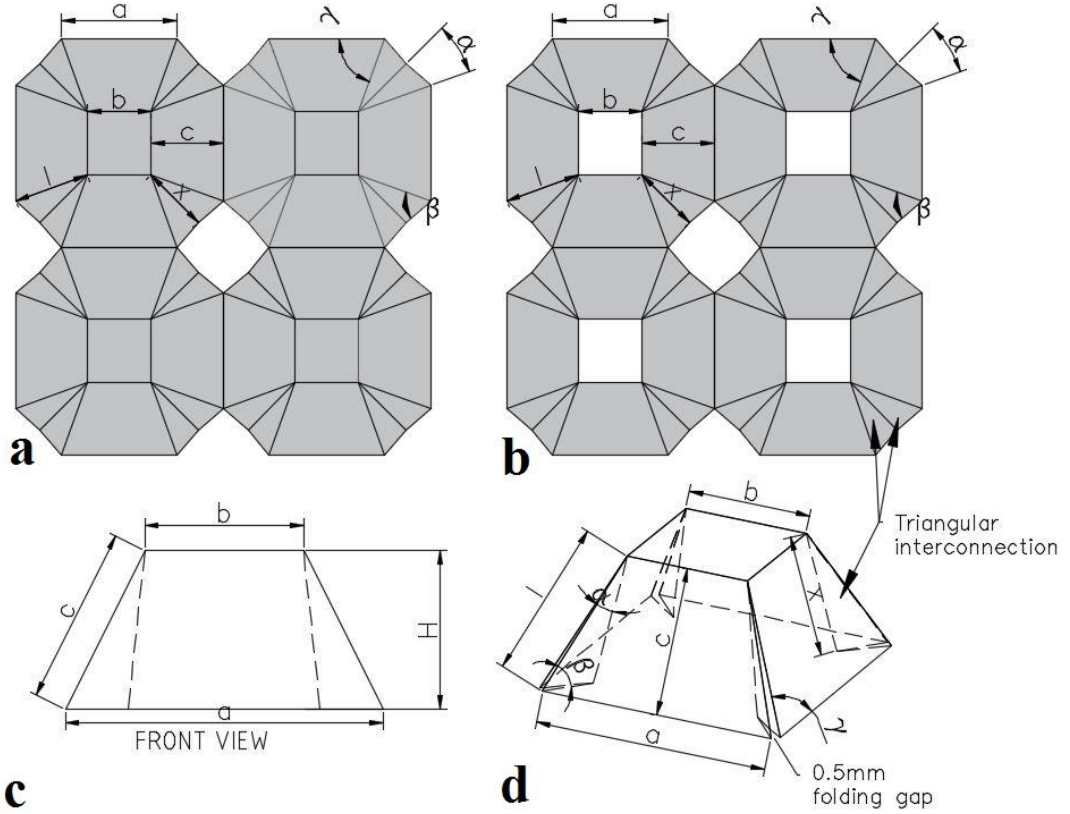 a
γ
α
b
c
l
x
β
a
a
γ
α
b
c
l
x
β
b
b
c
H
a
FRONT VIEW
c
Triangular
interconnection
b
l
α
c
x
β
a
γ
0.5mm
folding gap
d